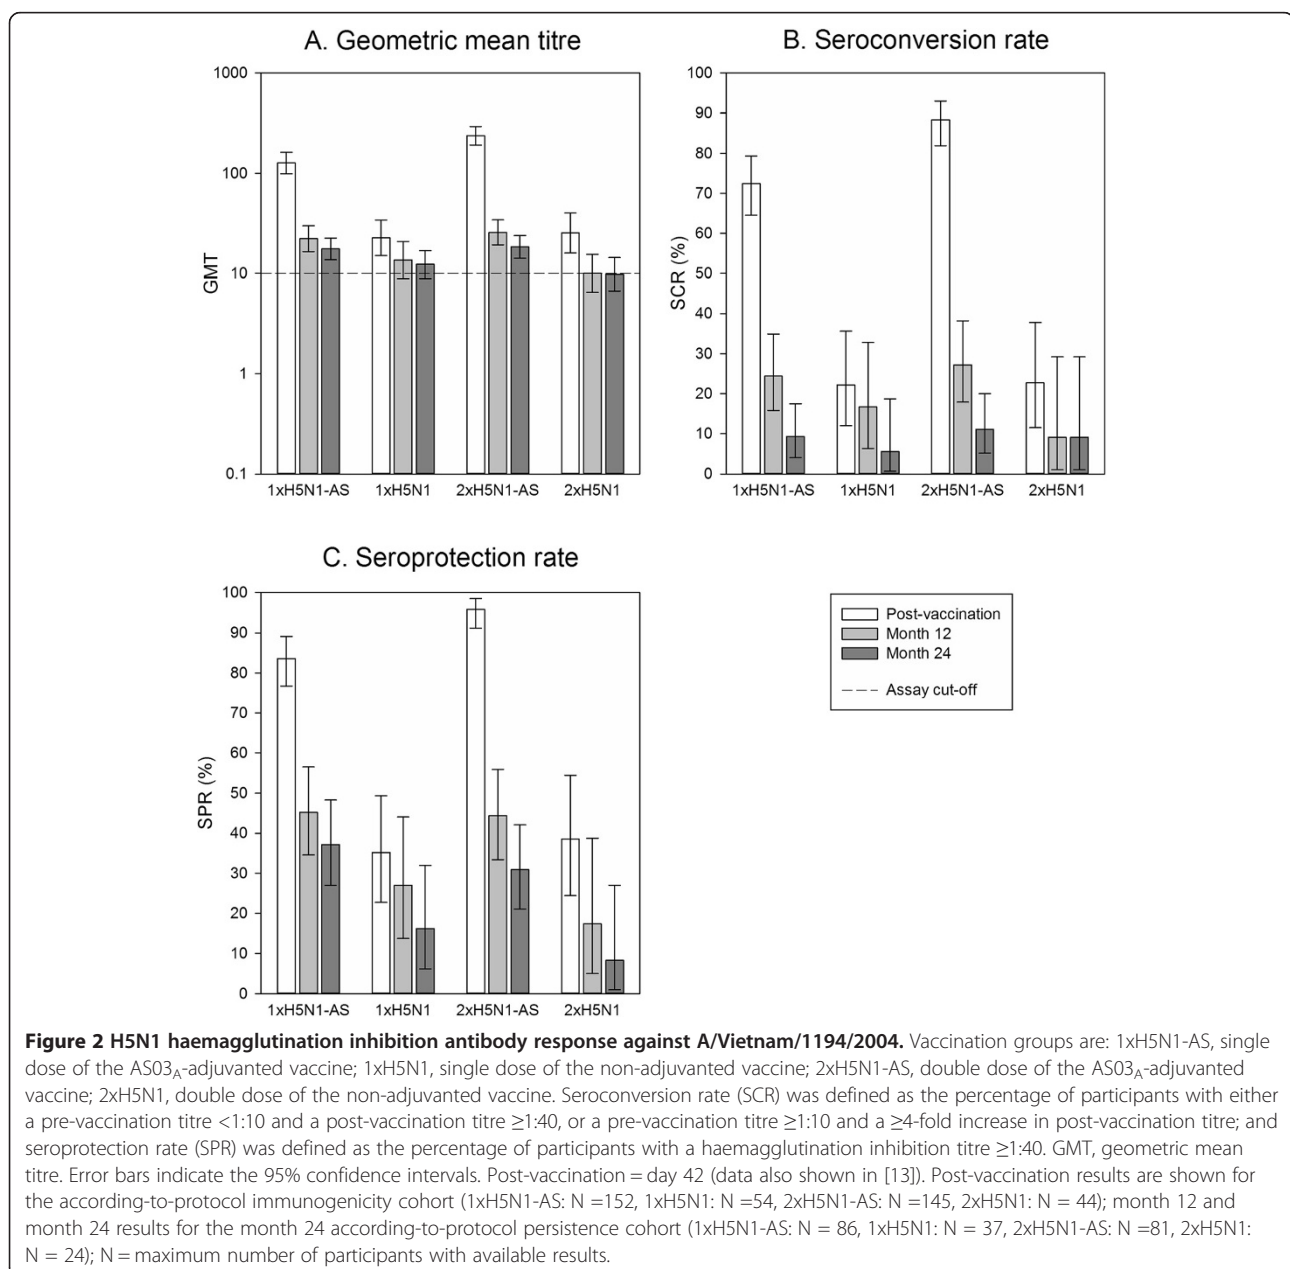 A. Geometric mean titre
1000
100
10
1
0.1
GMT
1xH5N1-AS 1xH5N1 2xH5N1-AS 2xH5N1
B. Seroconversion rate
100
90
80
70
60
50
40
30
20
10
0
SCR (%)
1xH5N1-AS 1xH5N1 2xH5N1-AS 2xH5N1
C. Seroprotection rate
100
90
80
70
60
50
40
30
20
10
0
SPR (%)
1xH5N1-AS 1xH5N1 2xH5N1-AS 2xH5N1
Post-vaccination
Month 12
Month 24
Assay cut-off
Figure 2 H5N1 haemagglutination inhibition antibody response against A/Vietnam/1194/2004. Vaccination groups are: 1xH5N1-AS, single
dose of the AS03A-adjuvanted vaccine; 1xH5N1, single dose of the non-adjuvanted vaccine; 2xH5N1-AS, double dose of the AS03A-adjuvanted
vaccine; 2xH5N1, double dose of the non-adjuvanted vaccine. Seroconversion rate (SCR) was defined as the percentage of participants with either
a pre-vaccination titre <1:10 and a post-vaccination titre ≥1:40, or a pre-vaccination titre ≥1:10 and a ≥4-fold increase in post-vaccination titre; and
seroprotection rate (SPR) was defined as the percentage of participants with a haemagglutination inhibition titre ≥1:40. GMT, geometric mean
titre. Error bars indicate the 95% confidence intervals. Post-vaccination = day 42 (data also shown in [13]). Post-vaccination results are shown for
the according-to-protocol immunogenicity cohort (1xH5N1-AS: N =152, 1xH5N1: N =54, 2xH5N1-AS: N =145, 2xH5N1: N = 44); month 12 and
month 24 results for the month 24 according-to-protocol persistence cohort (1xH5N1-AS: N = 86, 1xH5N1: N = 37, 2xH5N1-AS: N =81, 2xH5N1:
N = 24); N = maximum number of participants with available results.